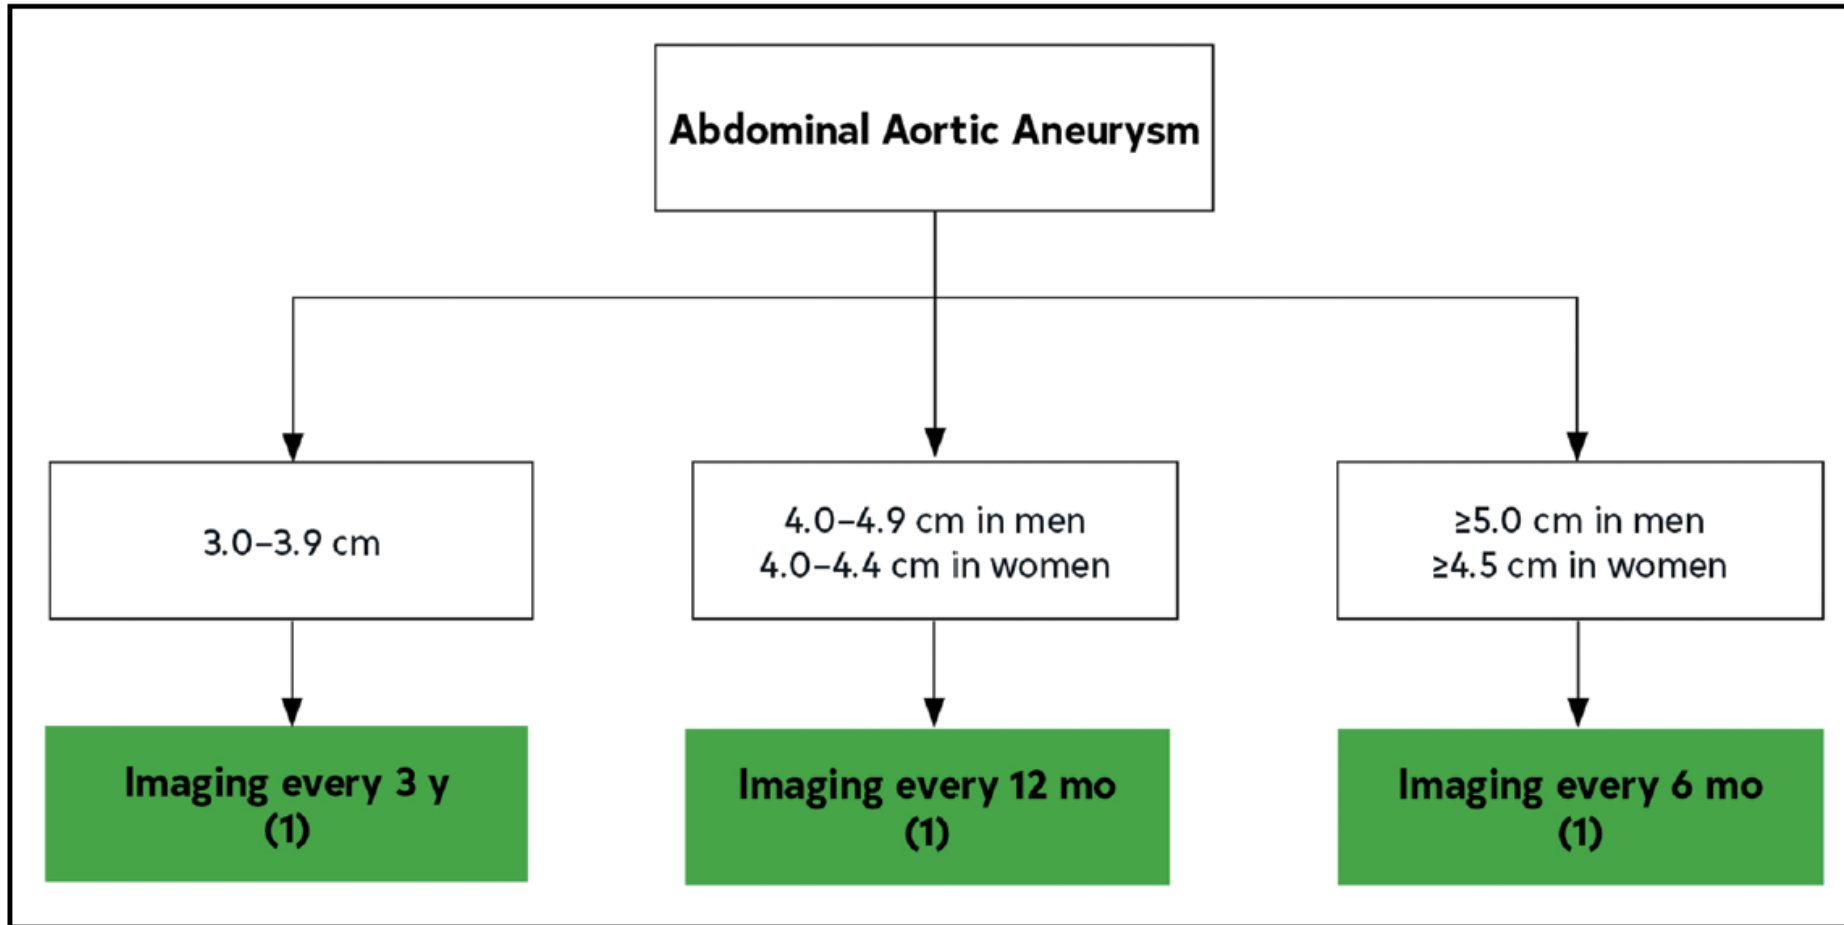 Abdominal Aortic Aneurysm
3.0–3.9 cm
4.0–4.9 cm in men
4.0–4.4 cm in women
≥5.0 cm in men
≥4.5 cm in women
Imaging every 3 y
(1)
Imaging every 12 mo
(1)
Imaging every 6 mo
(1)